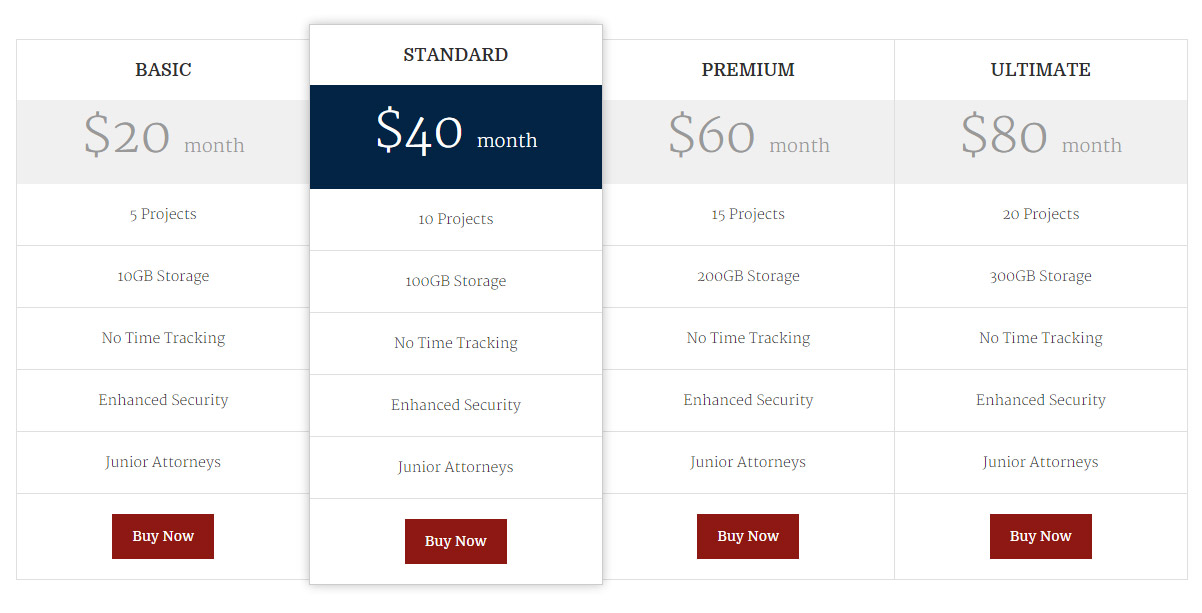 BASIC
$20 month
5 Projects
10GB Storage
No Time Tracking
Enhanced Security
Junior Attorneys
Buy Now
STANDARD
$40 month
10 Projects
100GB Storage
No Time Tracking
Enhanced Security
Junior Attorneys
Buy Now
PREMIUM
$60 month
15 Projects
200GB Storage
No Time Tracking
Enhanced Security
Junior Attorneys
Buy Now
ULTIMATE
$80 month
20 Projects
300GB Storage
No Time Tracking
Enhanced Security
Junior Attorneys
Buy Now